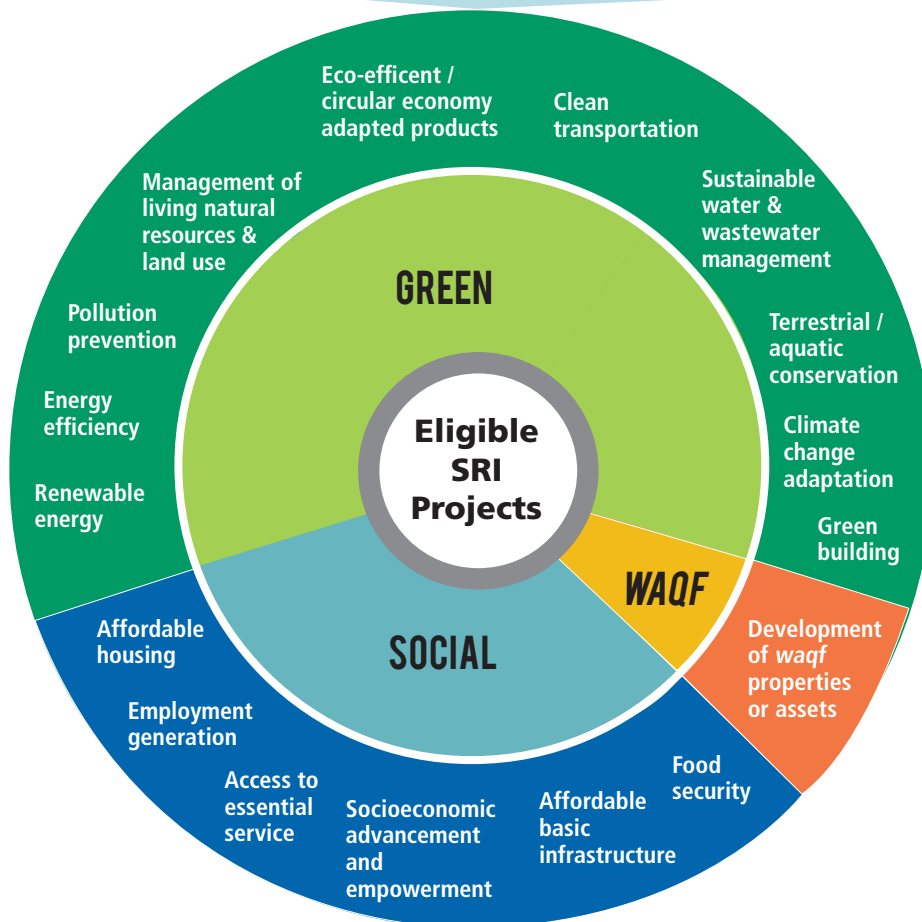 Eco-efficent /
circular economy
adapted products
Clean
transportation
Management of
living natural
resources &
land use
Sustainable
water &
wastewater
management
Pollution
prevention
Terrestrial /
aquatic
conservation
Energy
efficiency
Climate
change
adaptation
Renewable
energy
Green
building
GREEN
Eligible
SRI
Projects
WAQF
SOCIAL
Development
of waqf
properties
or assets
Affordable
housing
Employment
generation
Access to
essential
service
Socioeconomic
advancement
and
empowerment
Affordable
basic
infrastructure
Food
security